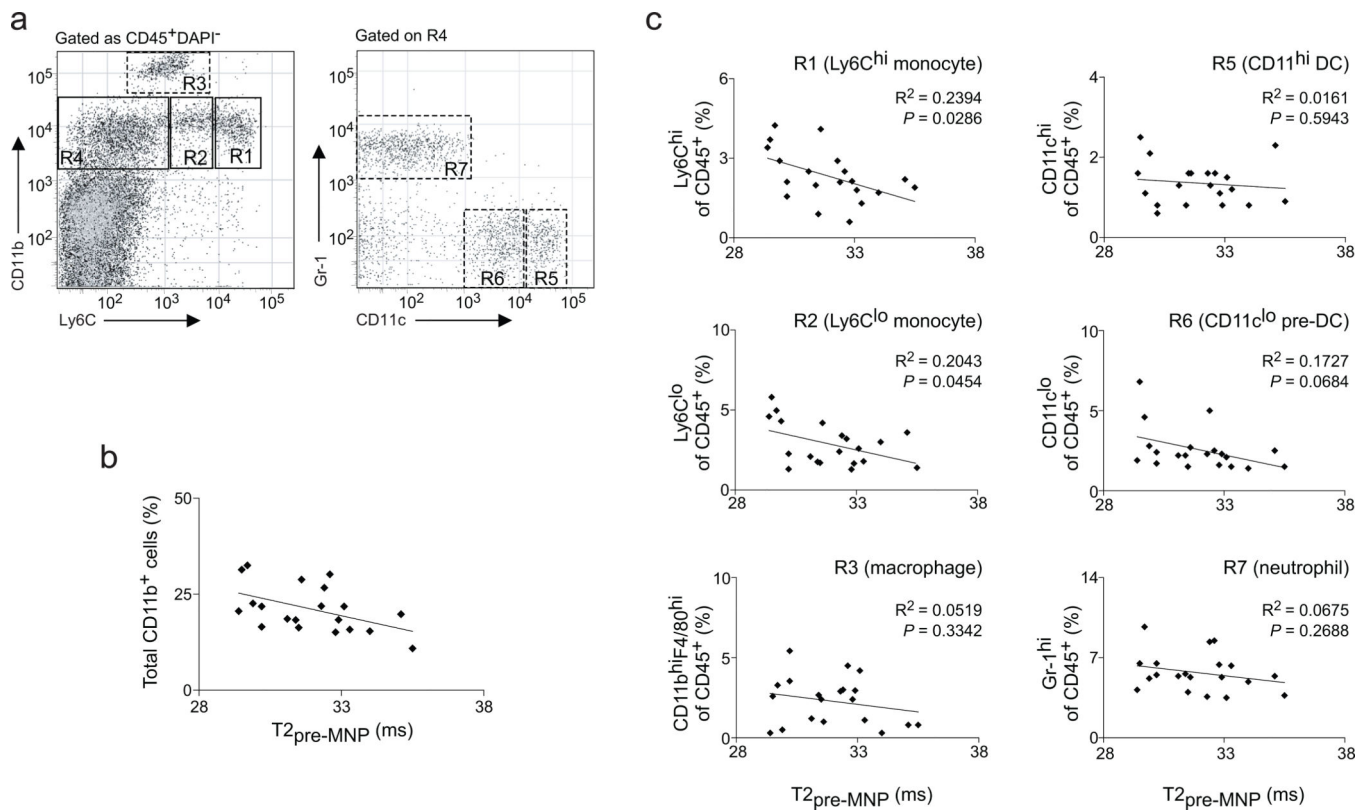 a
Gated as CD45⁺DAPI⁻
10⁵
10⁴
10³
10²
CD11b
R3
R4
R2
R1
10² 10³ 10⁴ 10⁵
Ly6C
Gated on R4
10⁵
10⁴
10³
10²
Gr-1
R7
R6
R5
10² 10³ 10⁴ 10⁵
CD11c
b
Total CD11b⁺ cells (%)
50
25
0
28 33 38
T2pre-MNP (ms)
c
R1 (Ly6Chi monocyte)
R² = 0.2394
P = 0.0286
Ly6Chi
of CD45⁺ (%)
6
3
0
28 33 38
R5 (CD11hi DC)
R² = 0.0161
P = 0.5943
CD11chi
of CD45⁺ (%)
4
2
0
28 33 38
R2 (Ly6Clo monocyte)
R² = 0.2043
P = 0.0454
Ly6Clo
of CD45⁺ (%)
10
5
0
28 33 38
R6 (CD11clo pre-DC)
R² = 0.1727
P = 0.0684
CD11clo
of CD45⁺ (%)
10
5
0
28 33 38
R3 (macrophage)
R² = 0.0519
P = 0.3342
CD11bhiF4/80hi
of CD45⁺ (%)
10
5
0
28 33 38
T2pre-MNP (ms)
R7 (neutrophil)
R² = 0.0675
P = 0.2688
Gr-1hi
of CD45⁺ (%)
14
7
0
28 33 38
T2pre-MNP (ms)